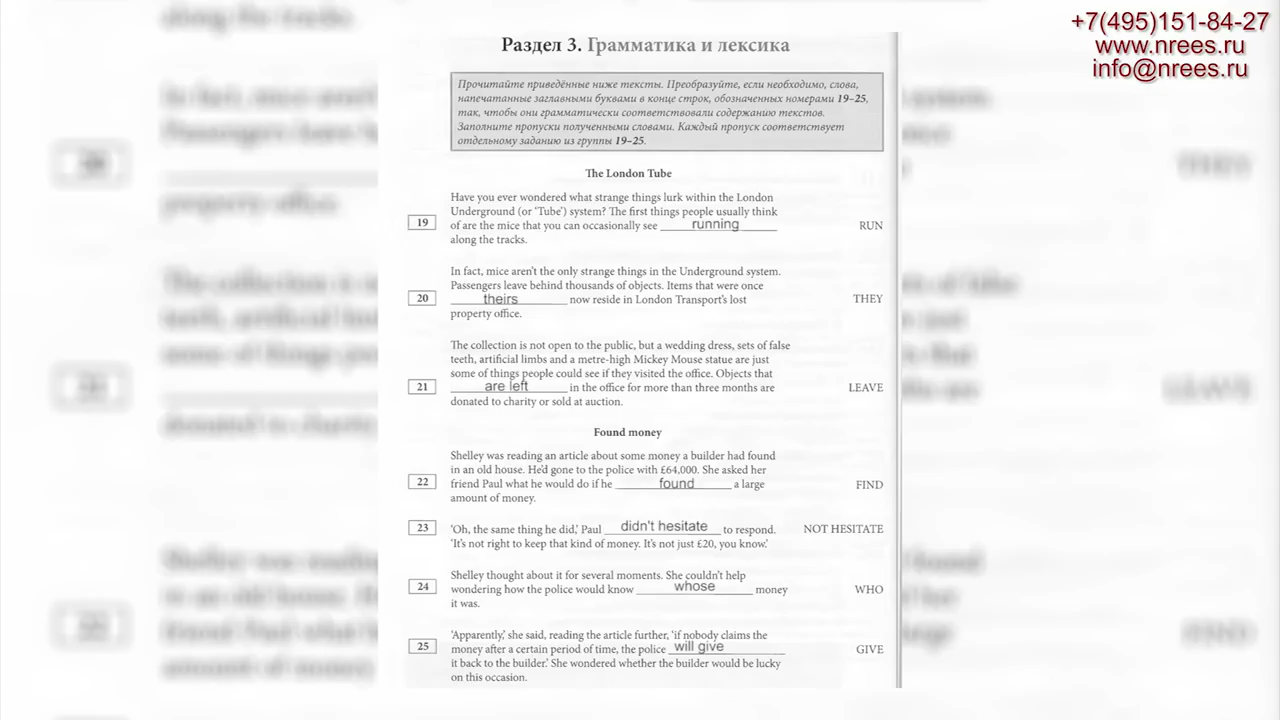 +7(495)151-84-27
www.nrees.ru
info@nrees.ru
Раздел 3. Грамматика и лексика
Прочитайте приведённые ниже тексты. Преобразуйте, если необходимо, слова,
напечатанные заглавными буквами в конце строк, обозначенных номерами 19–25,
так, чтобы они грамматически соответствовали содержанию текстов.
Заполните пропуски полученными словами. Каждый пропуск соответствует
отдельному заданию из группы 19–25.
The London Tube
Have you ever wondered what strange things lurk within the London
Underground (or ‘Tube’) system? The first things people usually think
19 of are the mice that you can occasionally see running RUN
along the tracks.
In fact, mice aren’t the only strange things in the Underground system.
Passengers leave behind thousands of objects. Items that were once
20 theirs now reside in London Transport’s lost THEY
property office.
The collection is not open to the public, but a wedding dress, sets of false
teeth, artificial limbs and a metre-high Mickey Mouse statue are just
some of things people could see if they visited the office. Objects that
21 are left in the office for more than three months are LEAVE
donated to charity or sold at auction.
Found money
Shelley was reading an article about some money a builder had found
in an old house. He’d gone to the police with £64,000. She asked her
22 friend Paul what he would do if he found a large FIND
amount of money.
23 ‘Oh, the same thing he did,’ Paul didn't hesitate to respond. NOT HESITATE
‘It’s not right to keep that kind of money. It’s not just £20, you know.’
Shelley thought about it for several moments. She couldn’t help
24 wondering how the police would know whose money WHO
it was.
‘Apparently,’ she said, reading the article further, ‘if nobody claims the
25 money after a certain period of time, the police will give GIVE
it back to the builder.’ She wondered whether the builder would be lucky
on this occasion.